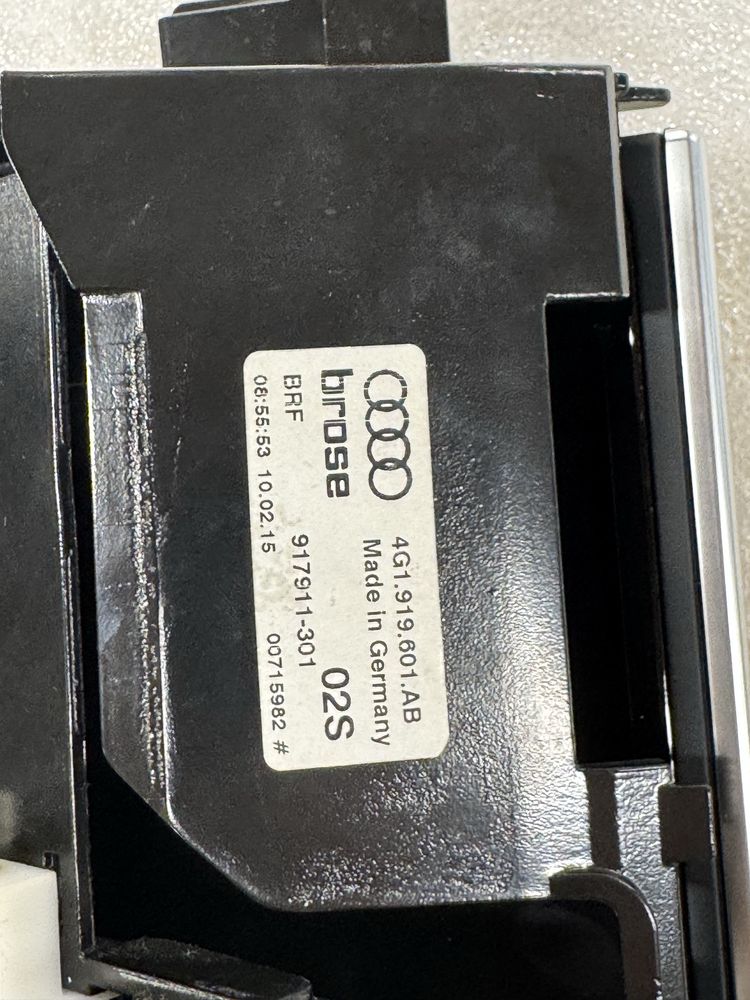 4G1.919.601.AB
brose Made in Germany
BRF 917911-301 02S
08:55:53 10.02.15 00715982 #